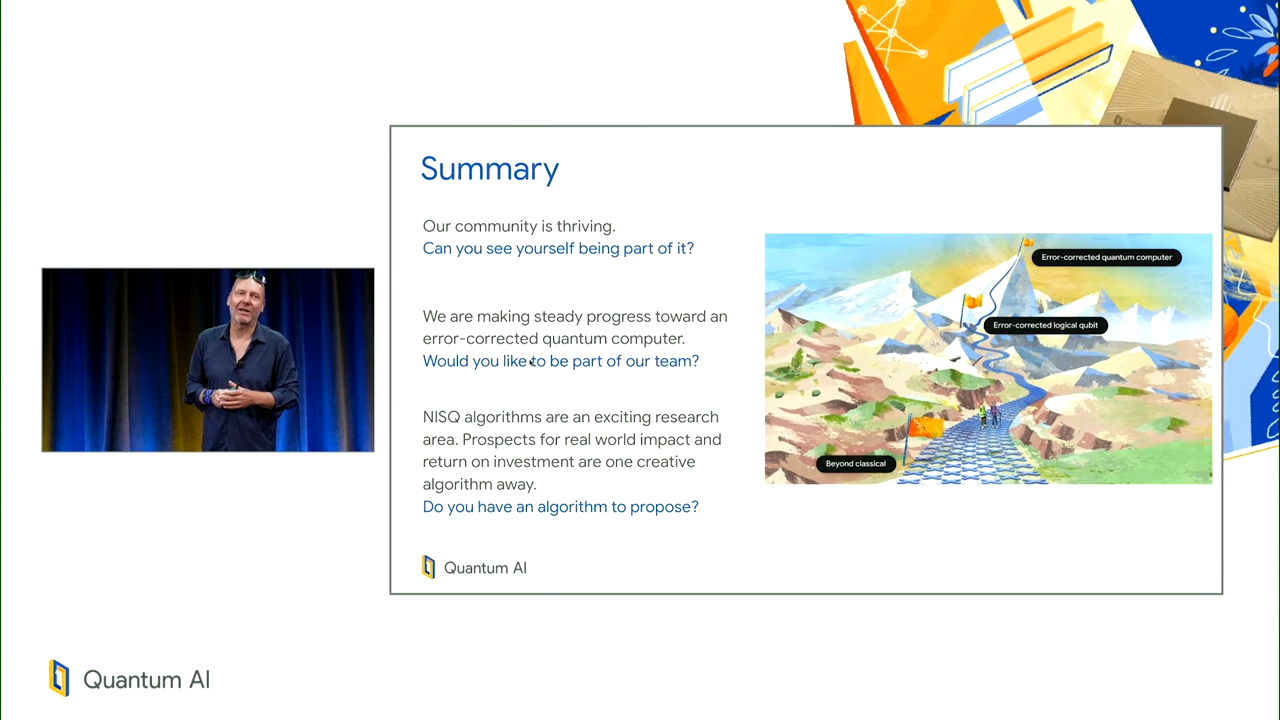 Summary
Our community is thriving.
Can you see yourself being part of it?
We are making steady progress toward an
error-corrected quantum computer.
Would you like to be part of our team?
NISQ algorithms are an exciting research
area. Prospects for real world impact and
return on investment are one creative
algorithm away.
Do you have an algorithm to propose?
Error-corrected quantum computer
Error-corrected logical qubit
Beyond classical
Quantum AI
Quantum AI